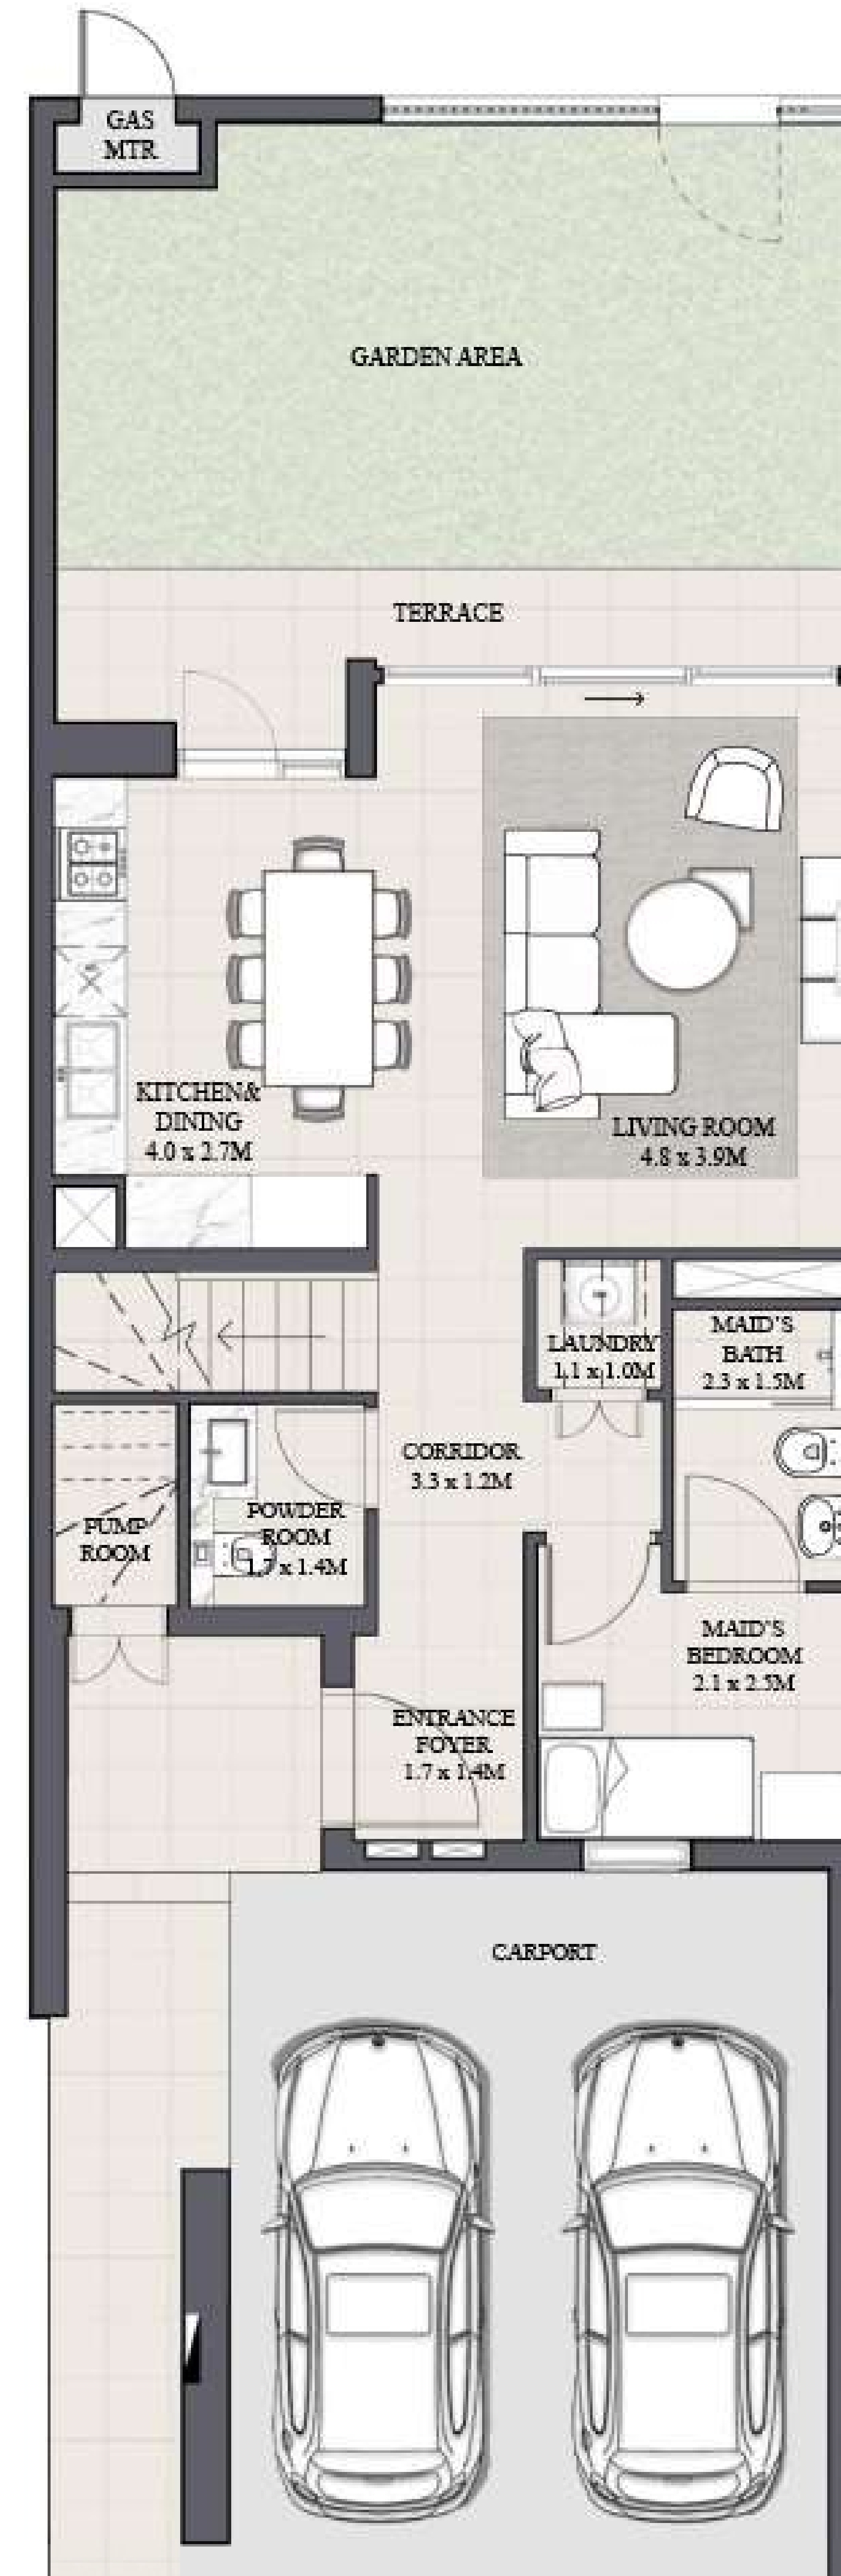 GAS
MTR
GARDEN AREA
TERRACE
KITCHEN&
DINING
4.0 x 2.7M
LIVING ROOM
4.8 x 3.9M
LAUNDRY
1.1 x 1.0M
MAID'S
BATH
2.3 x 1.5M
CORRIDOR
3.3 x 1.2M
POWDER
ROOM
1.7 x 1.4M
PUMP
ROOM
MAID'S
BEDROOM
2.1 x 2.5M
ENTRANCE
FOYER
1.7 x 1.4M
CARPORT